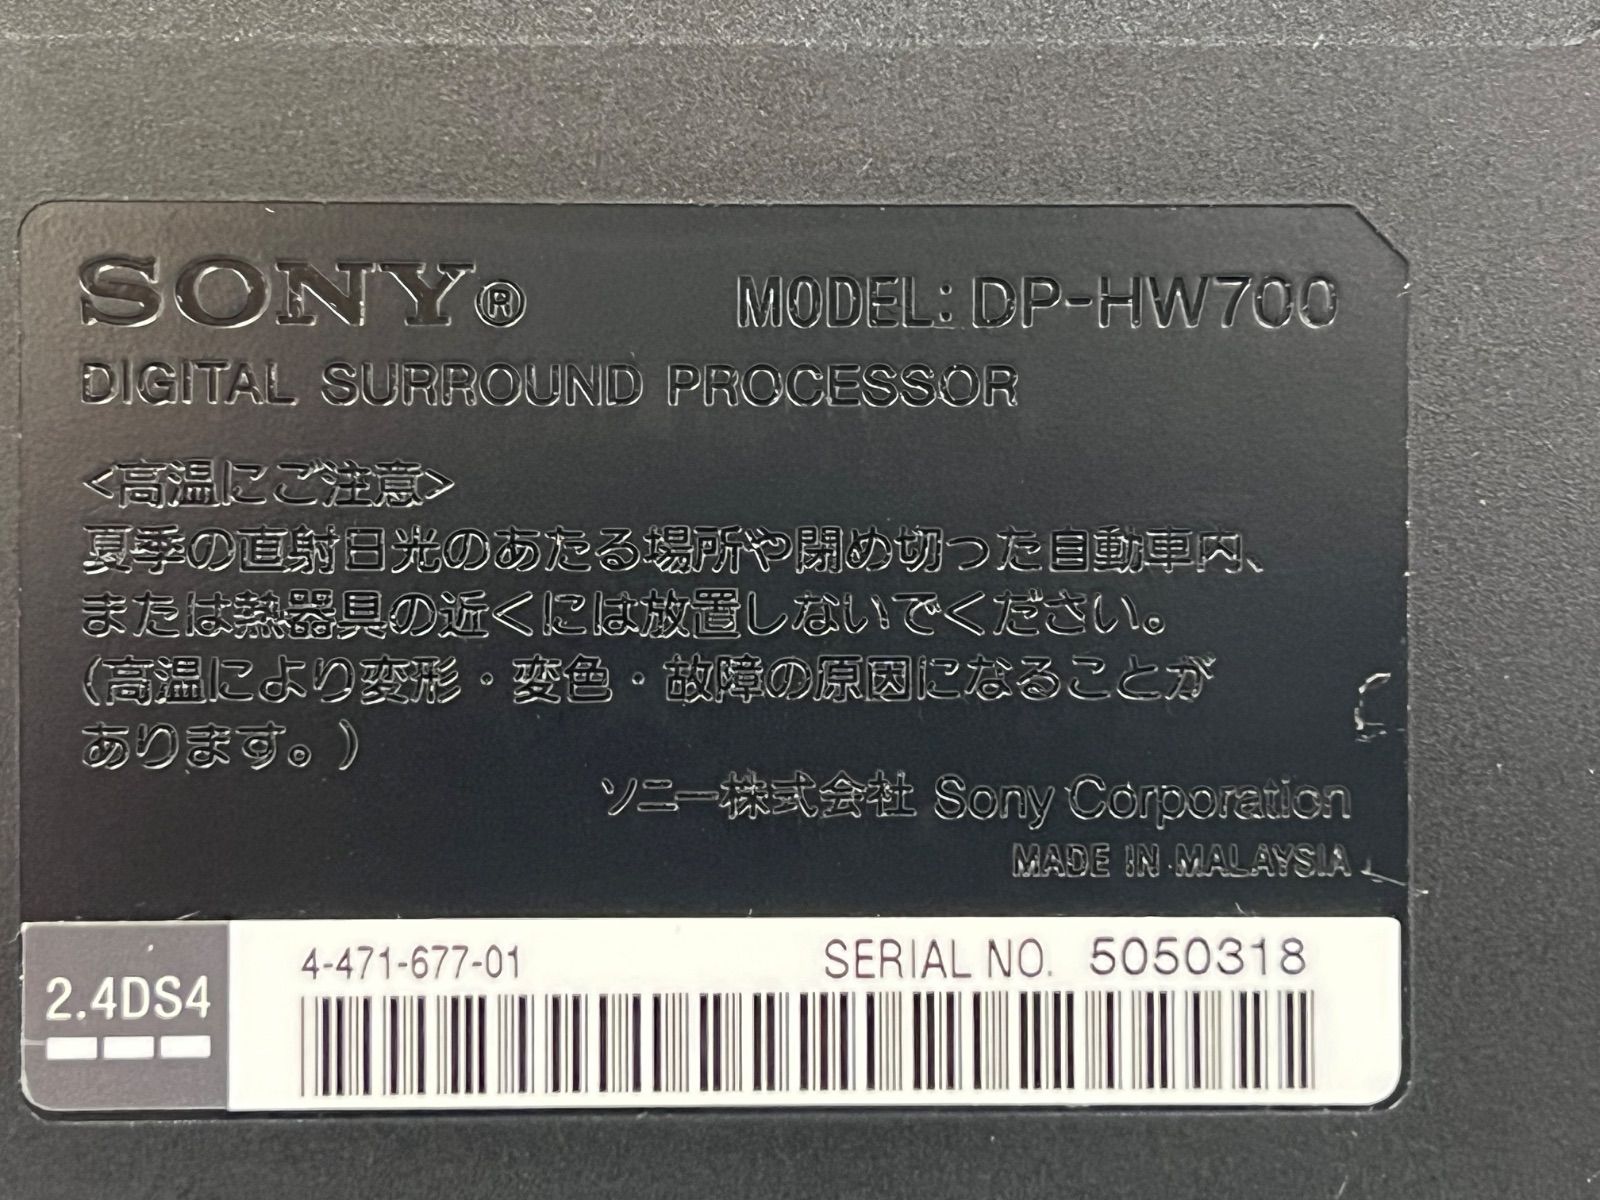 SONY®
MODEL: DP-HW700
DIGITAL SURROUND PROCESSOR
<高温にご注意>
夏季の直射日光のあたる場所や閉め切った自動車内、
または熱器具の近くには放置しないでください。
(高温により変形・変色・故障の原因になることが
あります。)
ソニー株式会社 Sony Corporation
MADE IN MALAYSIA
4-471-677-01
SERIAL NO. 5050318
2.4DS4